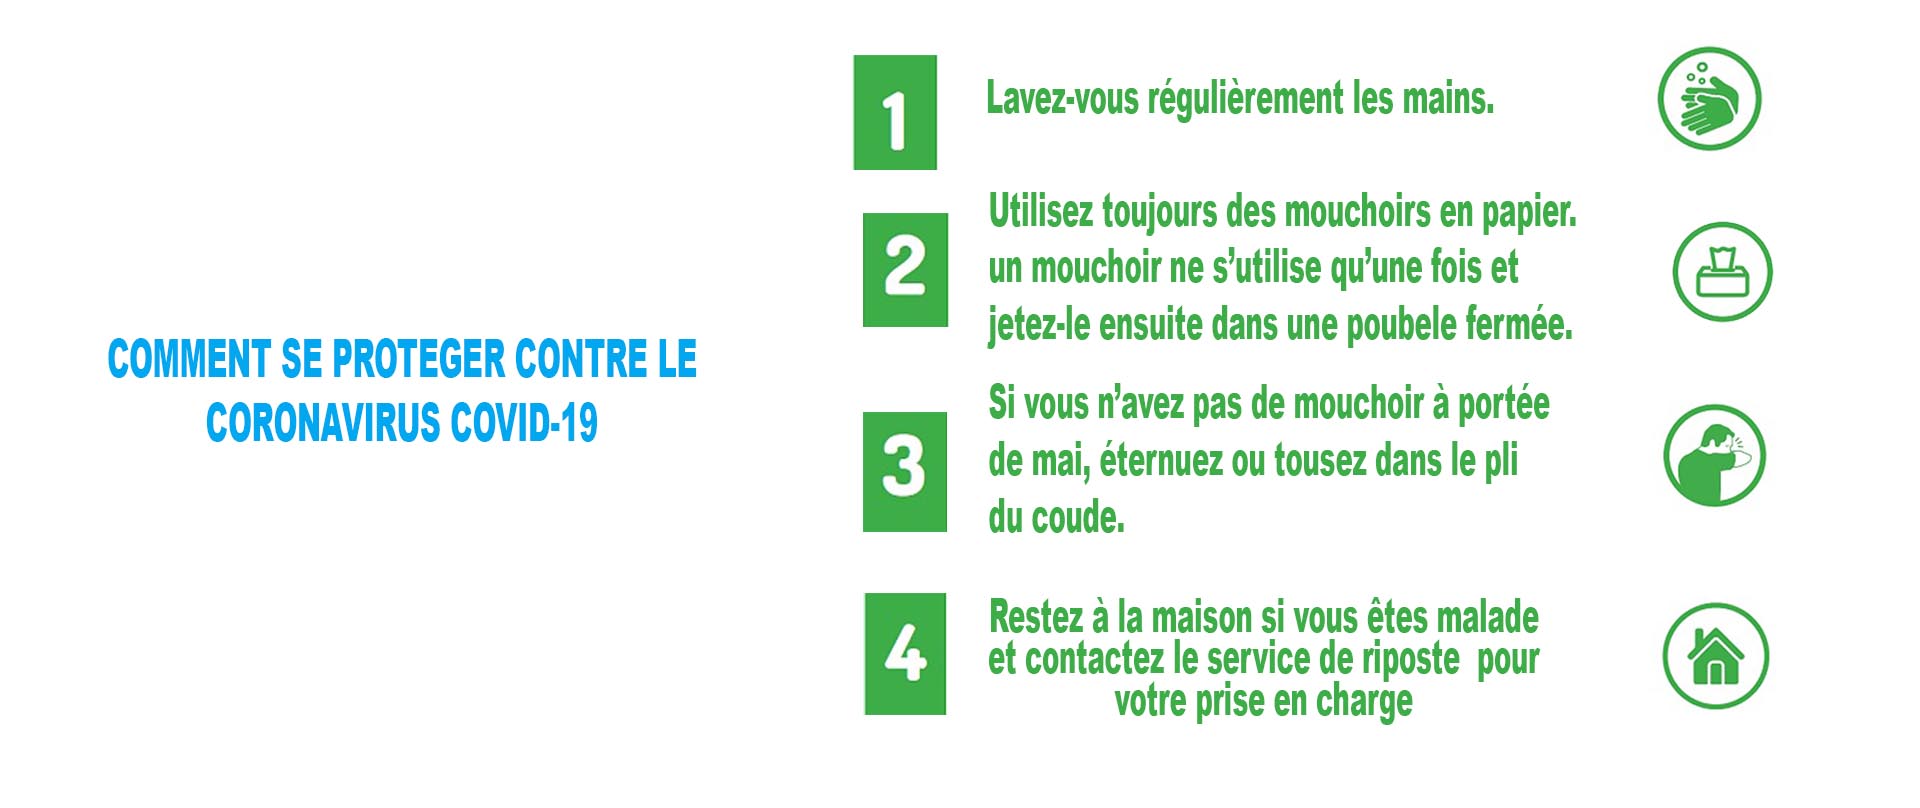 COMMENT SE PROTEGER CONTRE LE
CORONAVIRUS COVID-19
1
Lavez-vous régulièrement les mains.
2
Utilisez toujours des mouchoirs en papier.
un mouchoir ne s’utilise qu’une fois et
jetez-le ensuite dans une poubele fermée.
3
Si vous n’avez pas de mouchoir à portée
de mai, éternuez ou tousez dans le pli
du coude.
4
Restez à la maison si vous êtes malade
et contactez le service de riposte pour
votre prise en charge